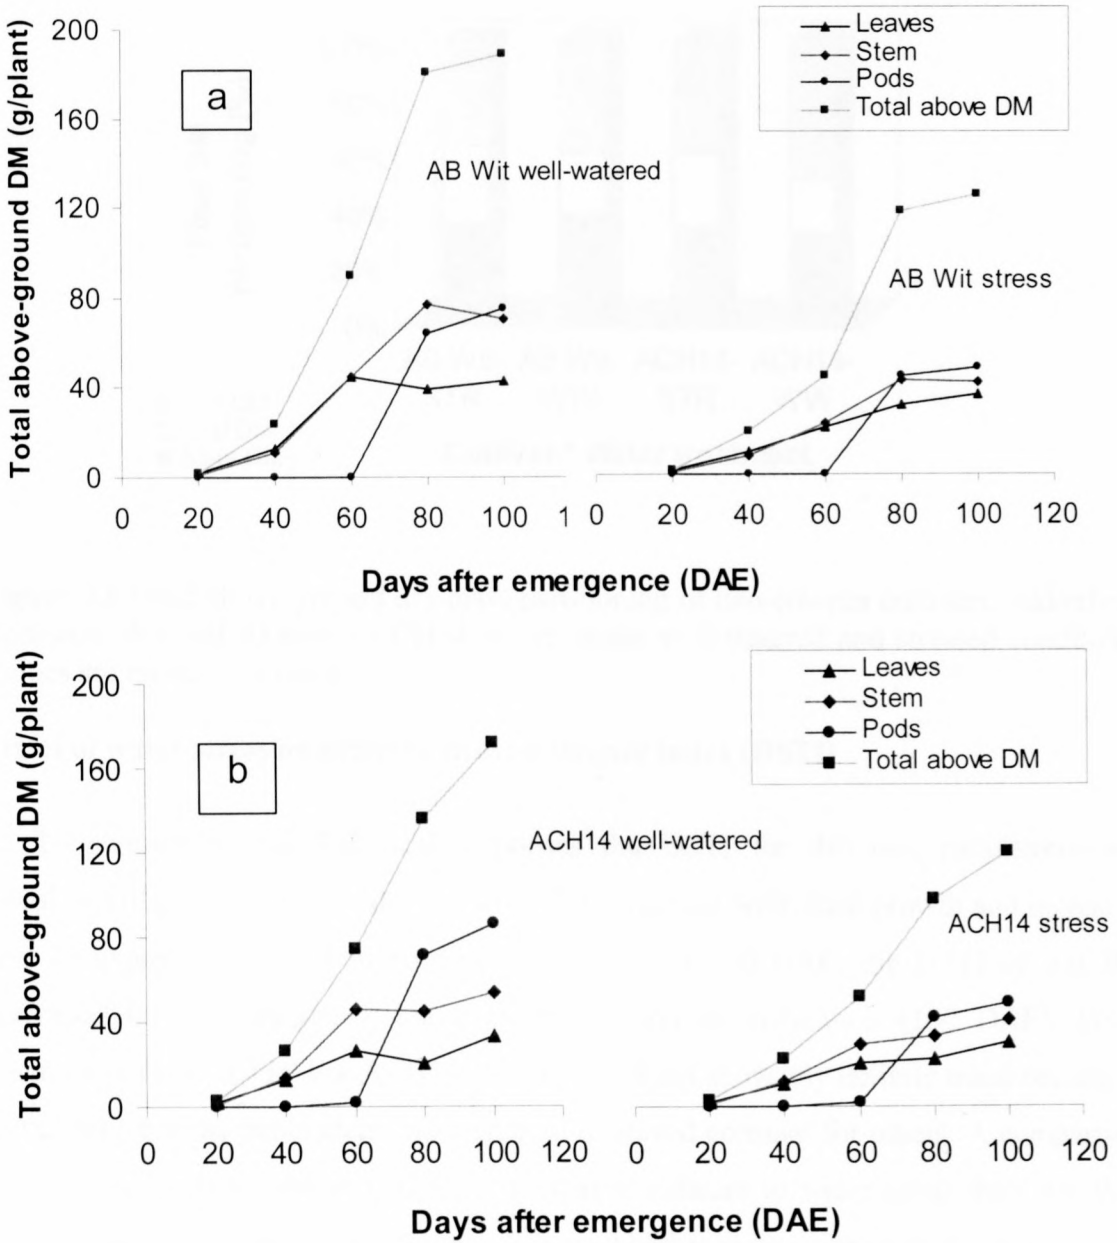 Leaves
Stem
Pods
Total above DM
a
AB Wit well-watered
AB Wit stress
Total above-ground DM (g/plant)
200
160
120
80
40
0
0 20 40 60 80 100 1
0 20 40 60 80 100 120
Days after emergence (DAE)
Leaves
Stem
Pods
Total above DM
b
ACH14 well-watered
ACH14 stress
Total above-ground DM (g/plant)
200
160
120
80
40
0
0 20 40 60 80 100 120
0 20 40 60 80 100 120
Days after emergence (DAE)